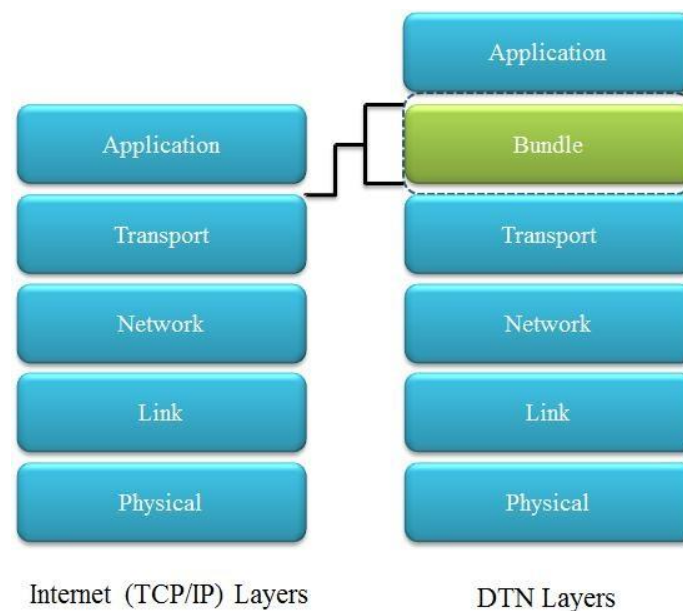 Application
Transport
Network
Link
Physical
Internet (TCP/IP) Layers
Application
Bundle
Transport
Network
Link
Physical
DTN Layers